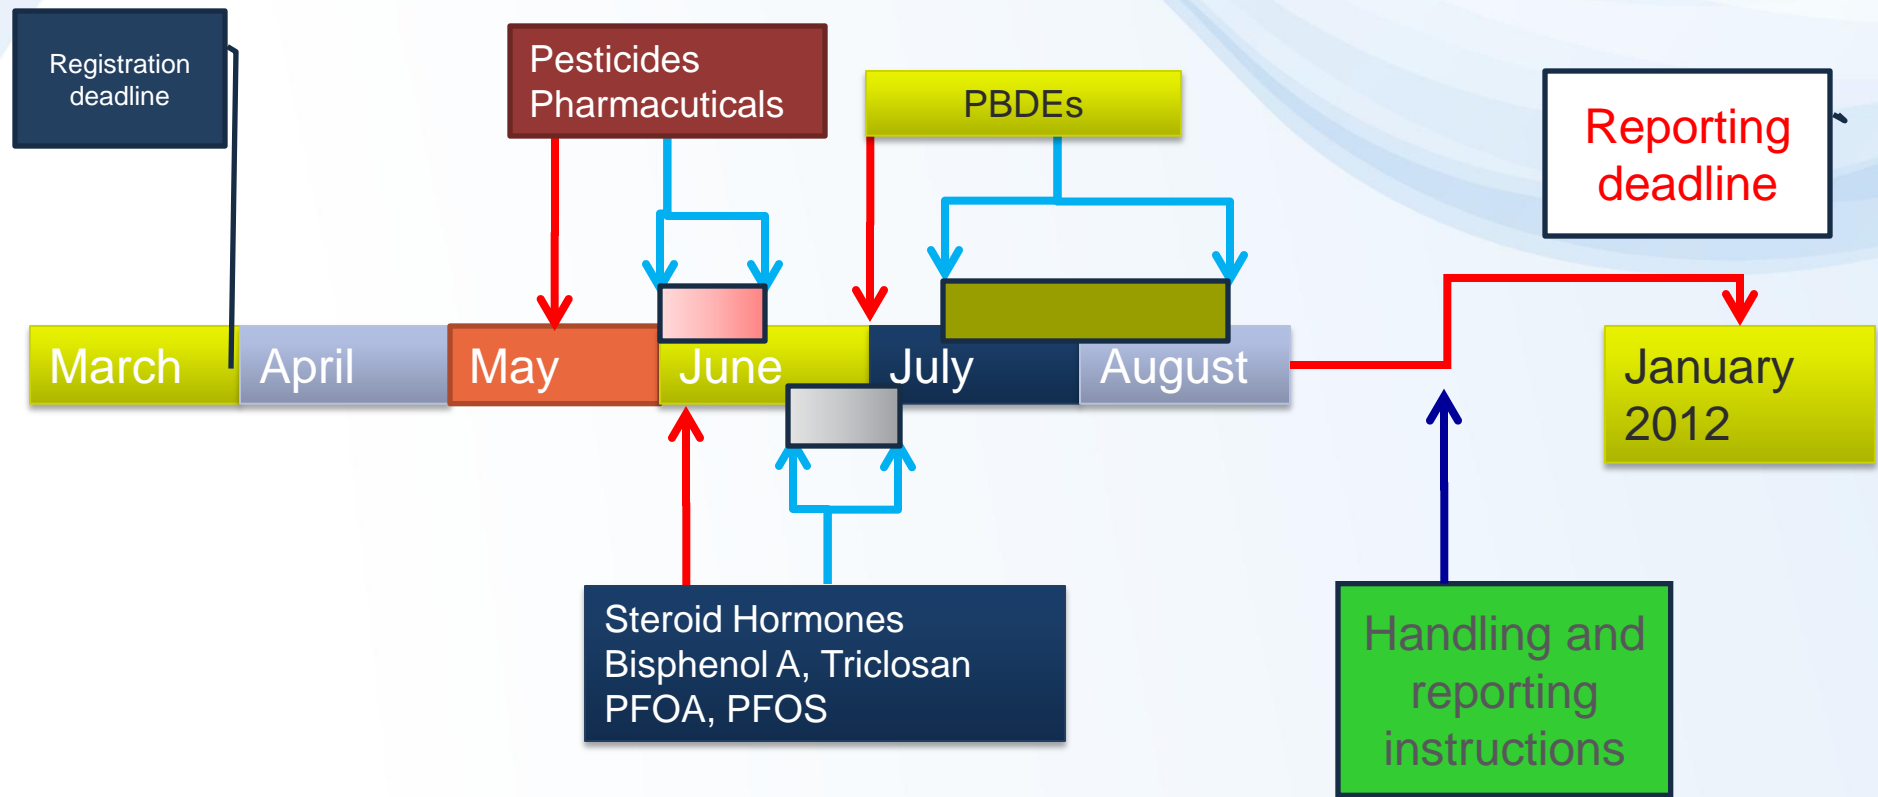 Registration
deadline
Pesticides
Pharmacuticals
PBDEs
Reporting
deadline
March
April
May
June
July
August
January
2012
Steroid Hormones
Bisphenol A, Triclosan
PFOA, PFOS
Handling and
reporting
instructions